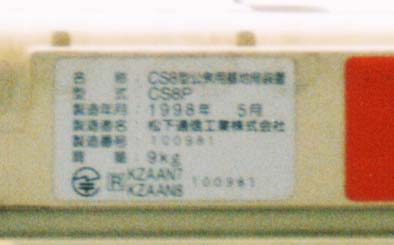 名 称 : CS8型公衆用基地局装置
型 式 : CS8P
製造年月 : 1998年 5月
製造者名 : 松下通信工業株式会社
製造番号 100981
質 量 : 9kg
R KZAAN7 100981
KZAAN8